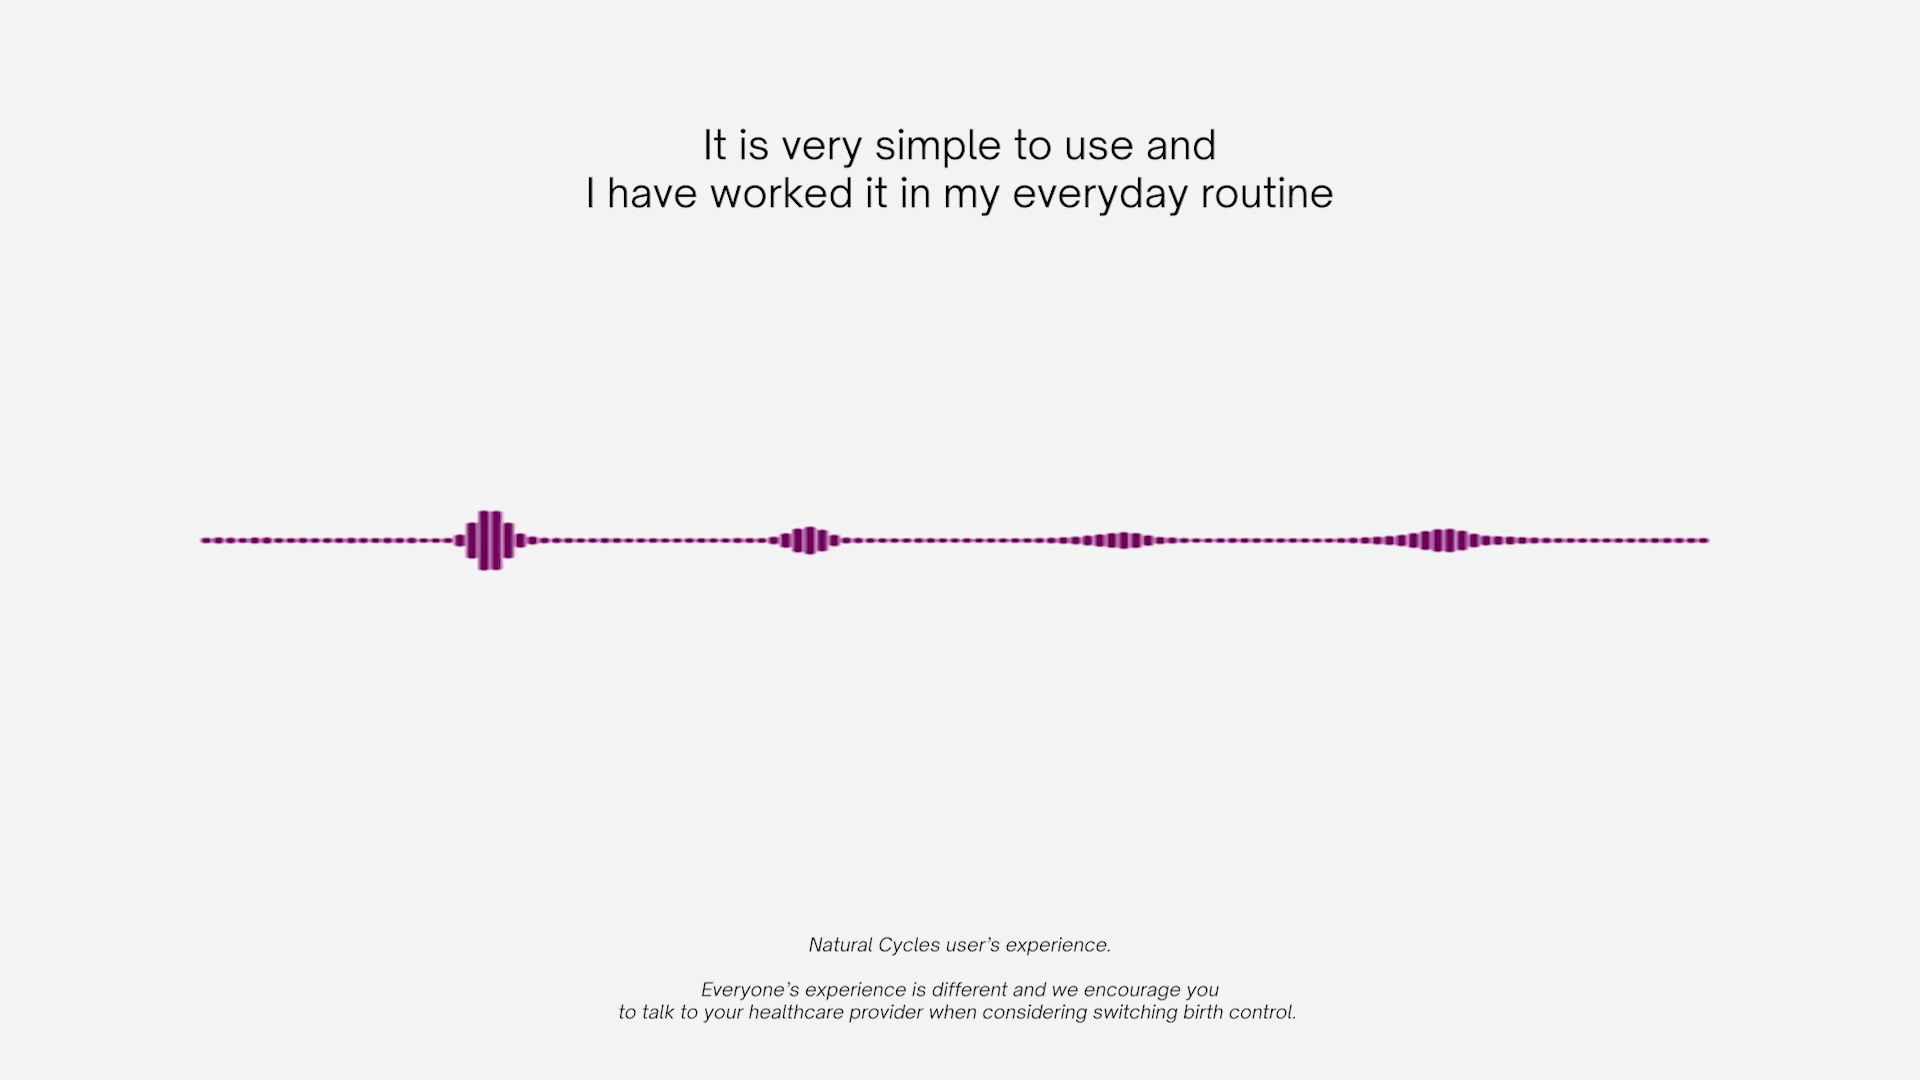 It is very simple to use and
I have worked it in my everyday routine
Natural Cycles user’s experience.
Everyone’s experience is different and we encourage you
to talk to your healthcare provider when considering switching birth control.